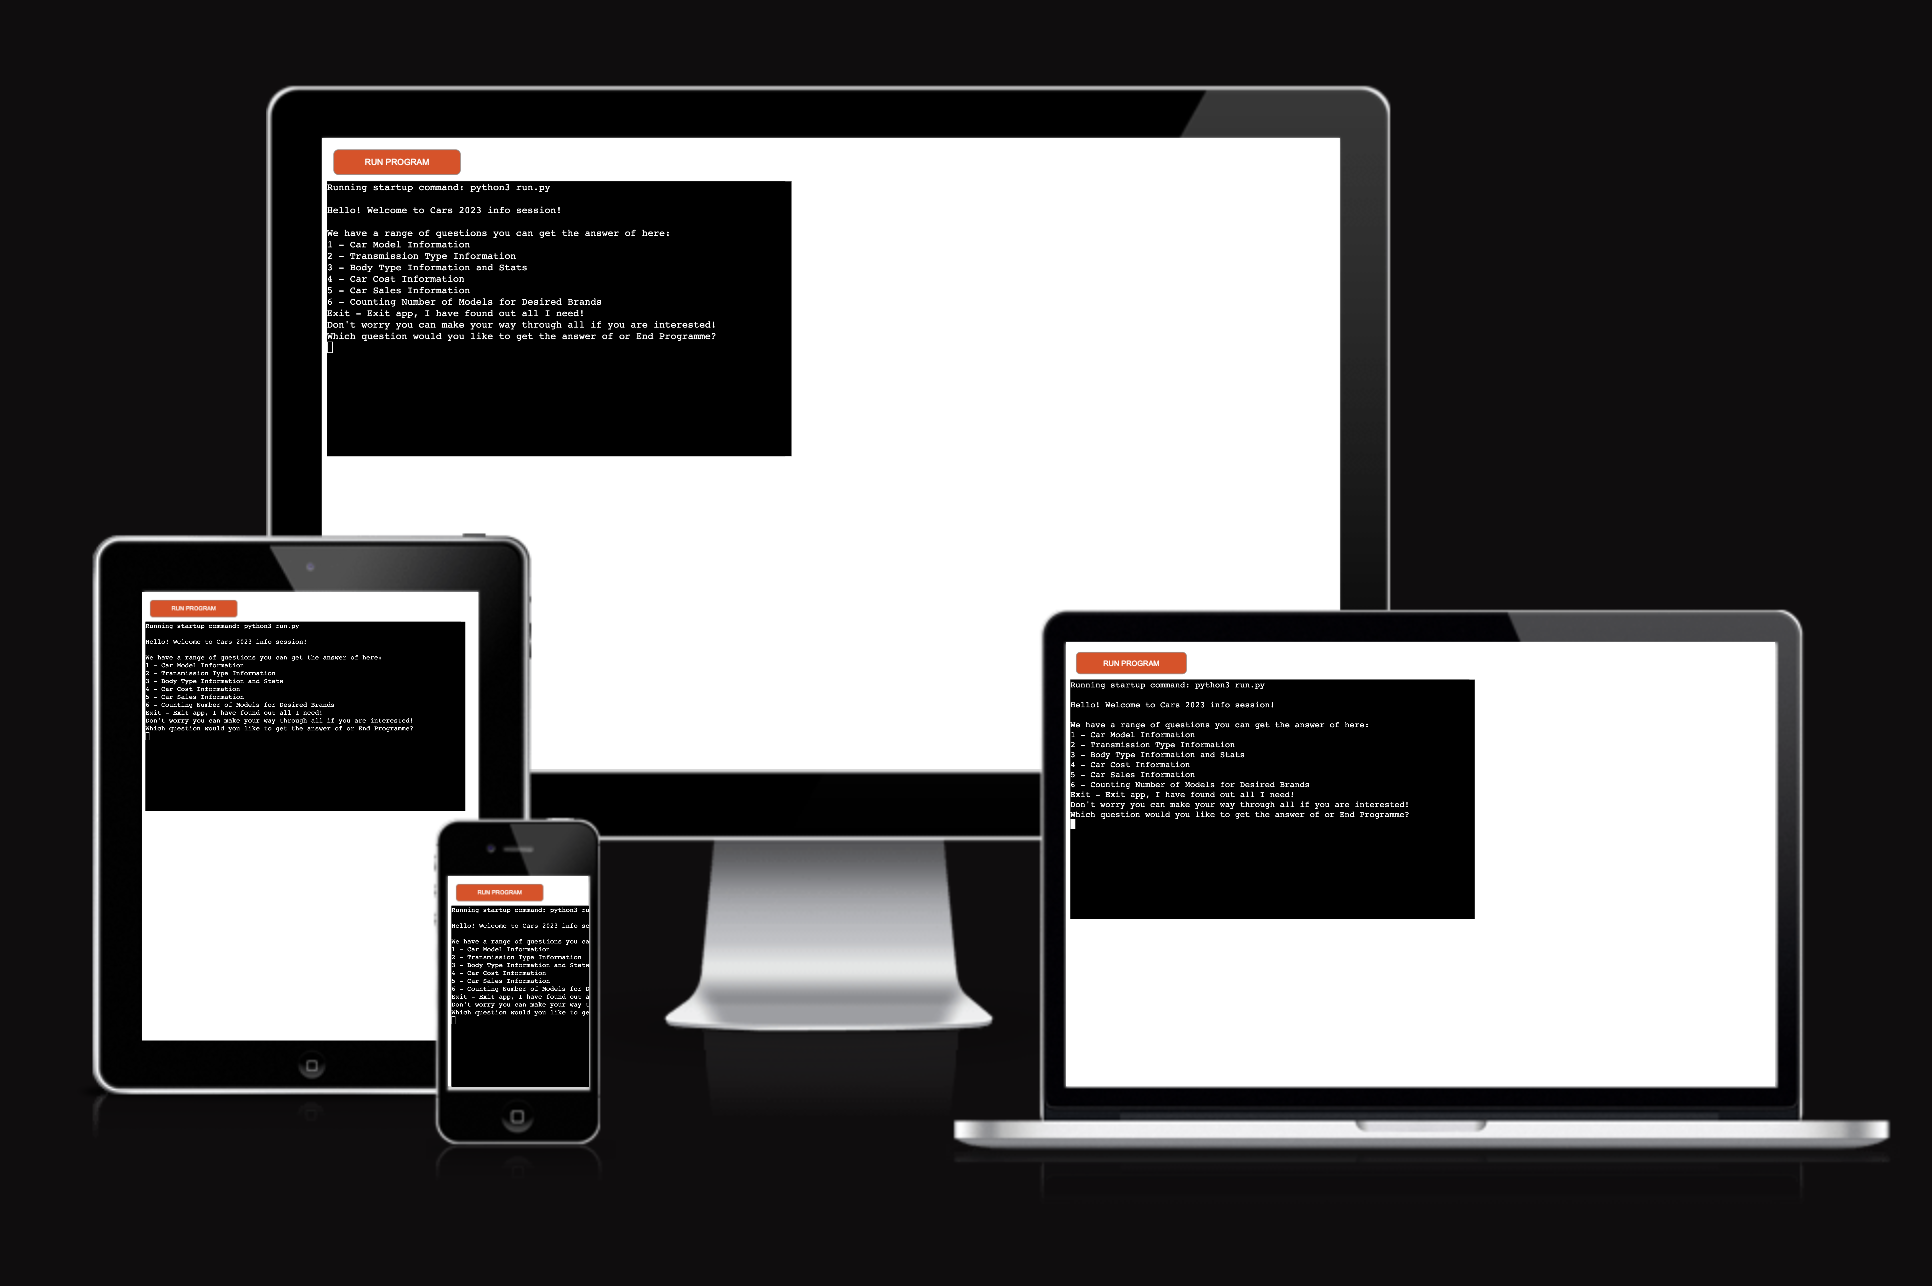 RUN PROGRAM
Running startup command: python3 run.py
Hello! Welcome to Cars 2023 info session!
We have a range of questions you can get the answer of here:
1 - Car Model Information
2 - Transmission Type Information
3 - Body Type Information and Stats
4 - Car Cost Information
5 - Car Sales Information
6 - Counting Number of Models for Desired Brands
Exit - Exit app, I have found out all I need!
Don't worry you can make your way through all if you are interested!
Which question would you like to get the answer of or End Programme?
RUN PROGRAM
Running startup command: python3 run.py
Hello! Welcome to Cars 2023 info session!
We have a range of questions you can get the answer of here:
1 - Car Model Information
2 - Transmission Type Information
3 - Body Type Information and Stats
4 - Car Cost Information
5 - Car Sales Information
6 - Counting Number of Models for Desired Brands
Exit - Exit app, I have found out all I need!
Don't worry you can make your way through all if you are interested!
Which question would you like to get the answer of or End Programme?
RUN PROGRAM
Running startup command: python3 ru
Hello! Welcome to Cars 2023 info se
We have a range of questions you ca
1 - Car Model Information
2 - Transmission Type Information
3 - Body Type Information and Stats
4 - Car Cost Information
5 - Car Sales Information
6 - Counting Number of Models for D
Exit - Exit app, I have found out a
Don't worry you can make your way t
Which question would you like to ge
RUN PROGRAM
Running startup command: python3 run.py
Hello! Welcome to Cars 2023 info session!
We have a range of questions you can get the answer of here:
1 - Car Model Information
2 - Transmission Type Information
3 - Body Type Information and Stats
4 - Car Cost Information
5 - Car Sales Information
6 - Counting Number of Models for Desired Brands
Exit - Exit app, I have found out all I need!
Don't worry you can make your way through all if you are interested!
Which question would you like to get the answer of or End Programme?